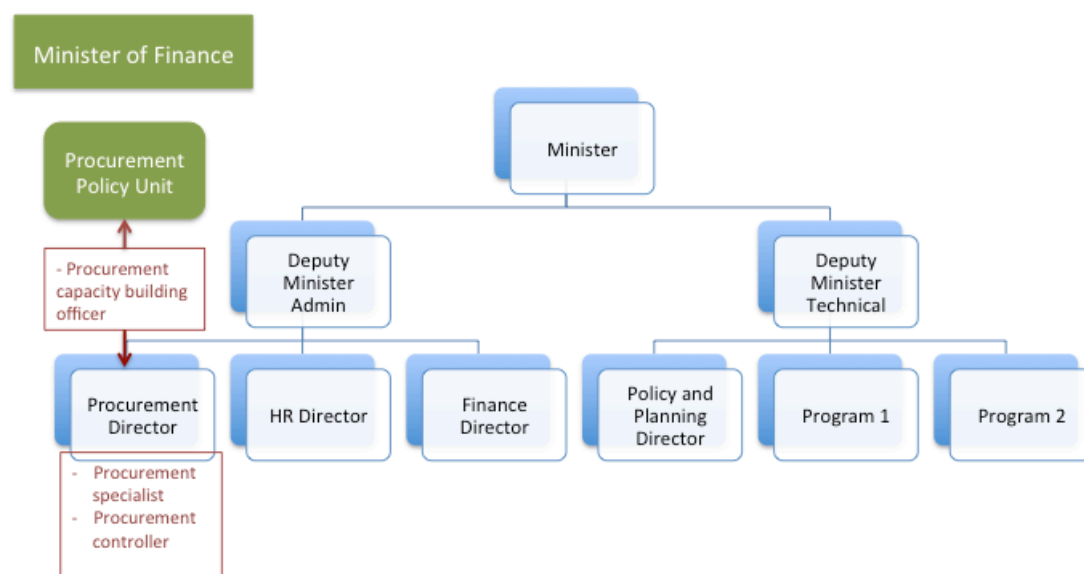 Minister of Finance
Minister
Procurement
Policy Unit
- Procurement
capacity building
officer
Deputy
Minister
Admin
Deputy
Minister
Technical
Procurement
Director
HR Director
Finance
Director
Policy and
Planning
Director
Program 1
Program 2
- Procurement
specialist
- Procurement
controller